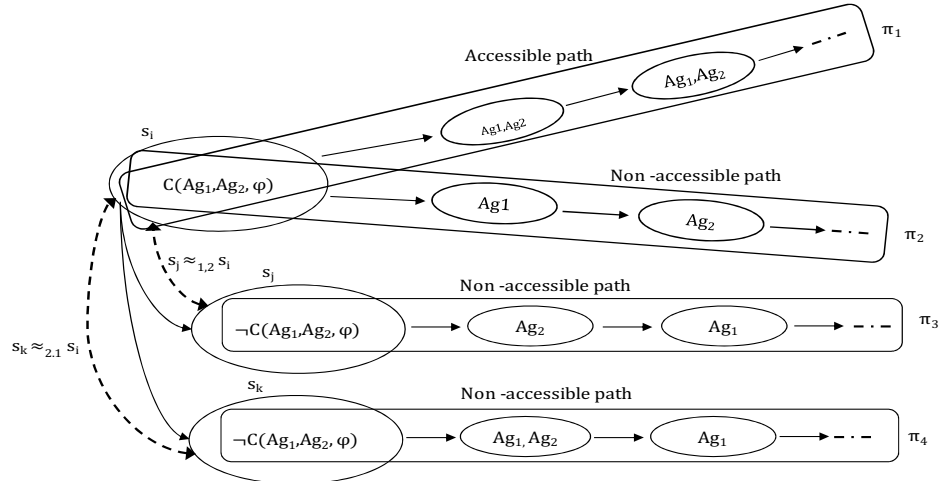 π₁
Accessible path
Ag₁,Ag₂
Ag1,Ag2
sᵢ
C(Ag₁,Ag₂, φ)
Non -accessible path
Ag1
Ag₂
π₂
sⱼ ≈₁,₂ sᵢ
sⱼ
Non -accessible path
¬C(Ag₁,Ag₂, φ)
Ag₂
Ag₁
π₃
sₖ ≈₂.₁ sᵢ
sₖ
Non -accessible path
¬C(Ag₁,Ag₂, φ)
Ag₁, Ag₂
Ag₁
π₄